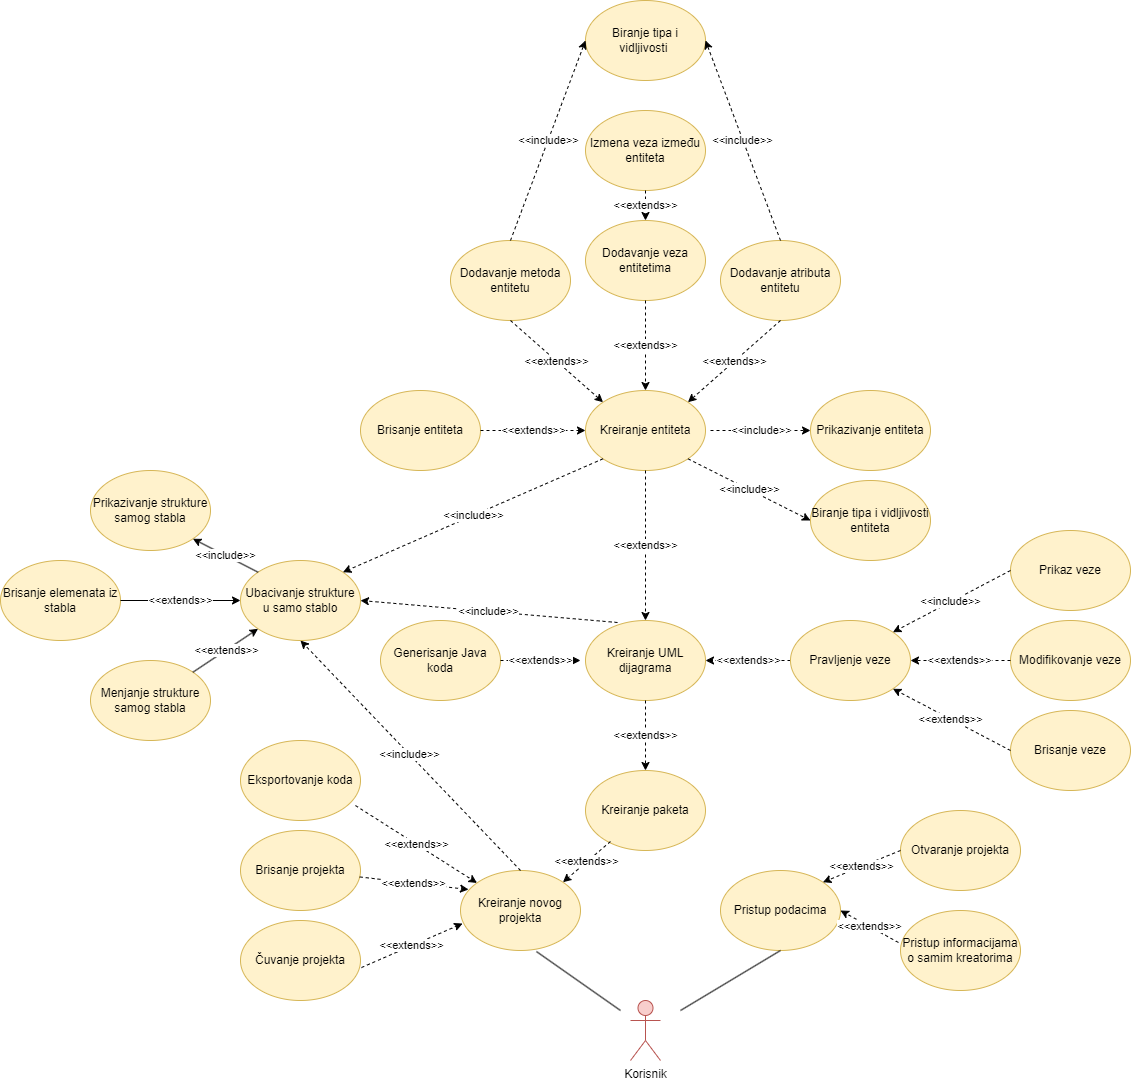 Biranje tipa i
vidljivosti
<<include>>
<<include>>
Izmena veza između
entiteta
<<extends>>
Dodavanje metoda
entitetu
Dodavanje veza
entitetima
Dodavanje atributa
entitetu
<<extends>>
<<extends>>
<<extends>>
Brisanje entiteta
<<extends>>
Kreiranje entiteta
<<include>>
Prikazivanje entiteta
<<include>>
Biranje tipa i vidljivosti
entiteta
<<include>>
<<extends>>
Prikazivanje strukture
samog stabla
<<include>>
Brisanje elemenata iz
stabla
<<extends>>
Ubacivanje strukture
u samo stablo
<<include>>
<<extends>>
Menjanje strukture
samog stabla
Generisanje Java
koda
<<extends>>
Kreiranje UML
dijagrama
<<extends>>
Pravljenje veze
<<include>>
Prikaz veze
<<extends>>
Modifikovanje veze
<<extends>>
Brisanje veze
<<extends>>
<<include>>
Eksportovanje koda
<<extends>>
Kreiranje paketa
<<extends>>
Brisanje projekta
<<extends>>
Kreiranje novog
projekta
Čuvanje projekta
<<extends>>
Pristup podacima
<<extends>>
Otvaranje projekta
<<extends>>
Pristup informacijama
o samim kreatorima
Korisnik